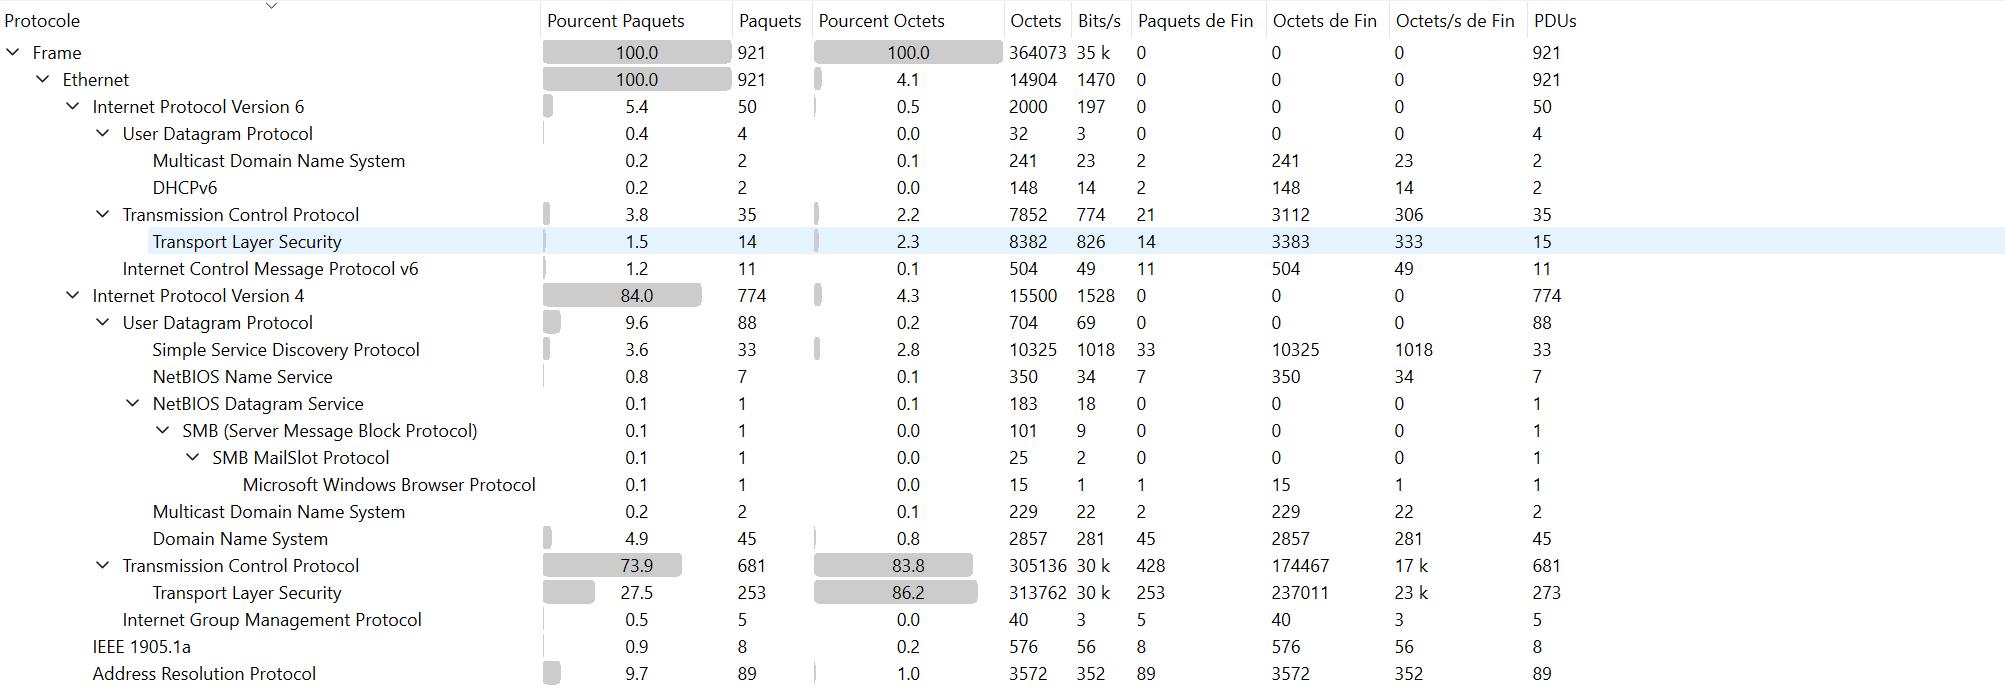 Protocole Pourcent Paquets Paquets Pourcent Octets Octets Bits/s Paquets de Fin Octets de Fin Octets/s de Fin PDUs
Frame 100.0 921 100.0 364073 35 k 0 0 0 921
Ethernet 100.0 921 4.1 14904 1470 0 0 0 921
Internet Protocol Version 6 5.4 50 0.5 2000 197 0 0 0 50
User Datagram Protocol 0.4 4 0.0 32 3 0 0 0 4
Multicast Domain Name System 0.2 2 0.1 241 23 2 241 23 2
DHCPv6 0.2 2 0.0 148 14 2 148 14 2
Transmission Control Protocol 3.8 35 2.2 7852 774 21 3112 306 35
Transport Layer Security 1.5 14 2.3 8382 826 14 3383 333 15
Internet Control Message Protocol v6 1.2 11 0.1 504 49 11 504 49 11
Internet Protocol Version 4 84.0 774 4.3 15500 1528 0 0 0 774
User Datagram Protocol 9.6 88 0.2 704 69 0 0 0 88
Simple Service Discovery Protocol 3.6 33 2.8 10325 1018 33 10325 1018 33
NetBIOS Name Service 0.8 7 0.1 350 34 7 350 34 7
NetBIOS Datagram Service 0.1 1 0.1 183 18 0 0 0 1
SMB (Server Message Block Protocol) 0.1 1 0.0 101 9 0 0 0 1
SMB MailSlot Protocol 0.1 1 0.0 25 2 0 0 0 1
Microsoft Windows Browser Protocol 0.1 1 0.0 15 1 1 15 1 1
Multicast Domain Name System 0.2 2 0.1 229 22 2 229 22 2
Domain Name System 4.9 45 0.8 2857 281 45 2857 281 45
Transmission Control Protocol 73.9 681 83.8 305136 30 k 428 174467 17 k 681
Transport Layer Security 27.5 253 86.2 313762 30 k 253 237011 23 k 273
Internet Group Management Protocol 0.5 5 0.0 40 3 5 40 3 5
IEEE 1905.1a 0.9 8 0.2 576 56 8 576 56 8
Address Resolution Protocol 9.7 89 1.0 3572 352 89 3572 352 89